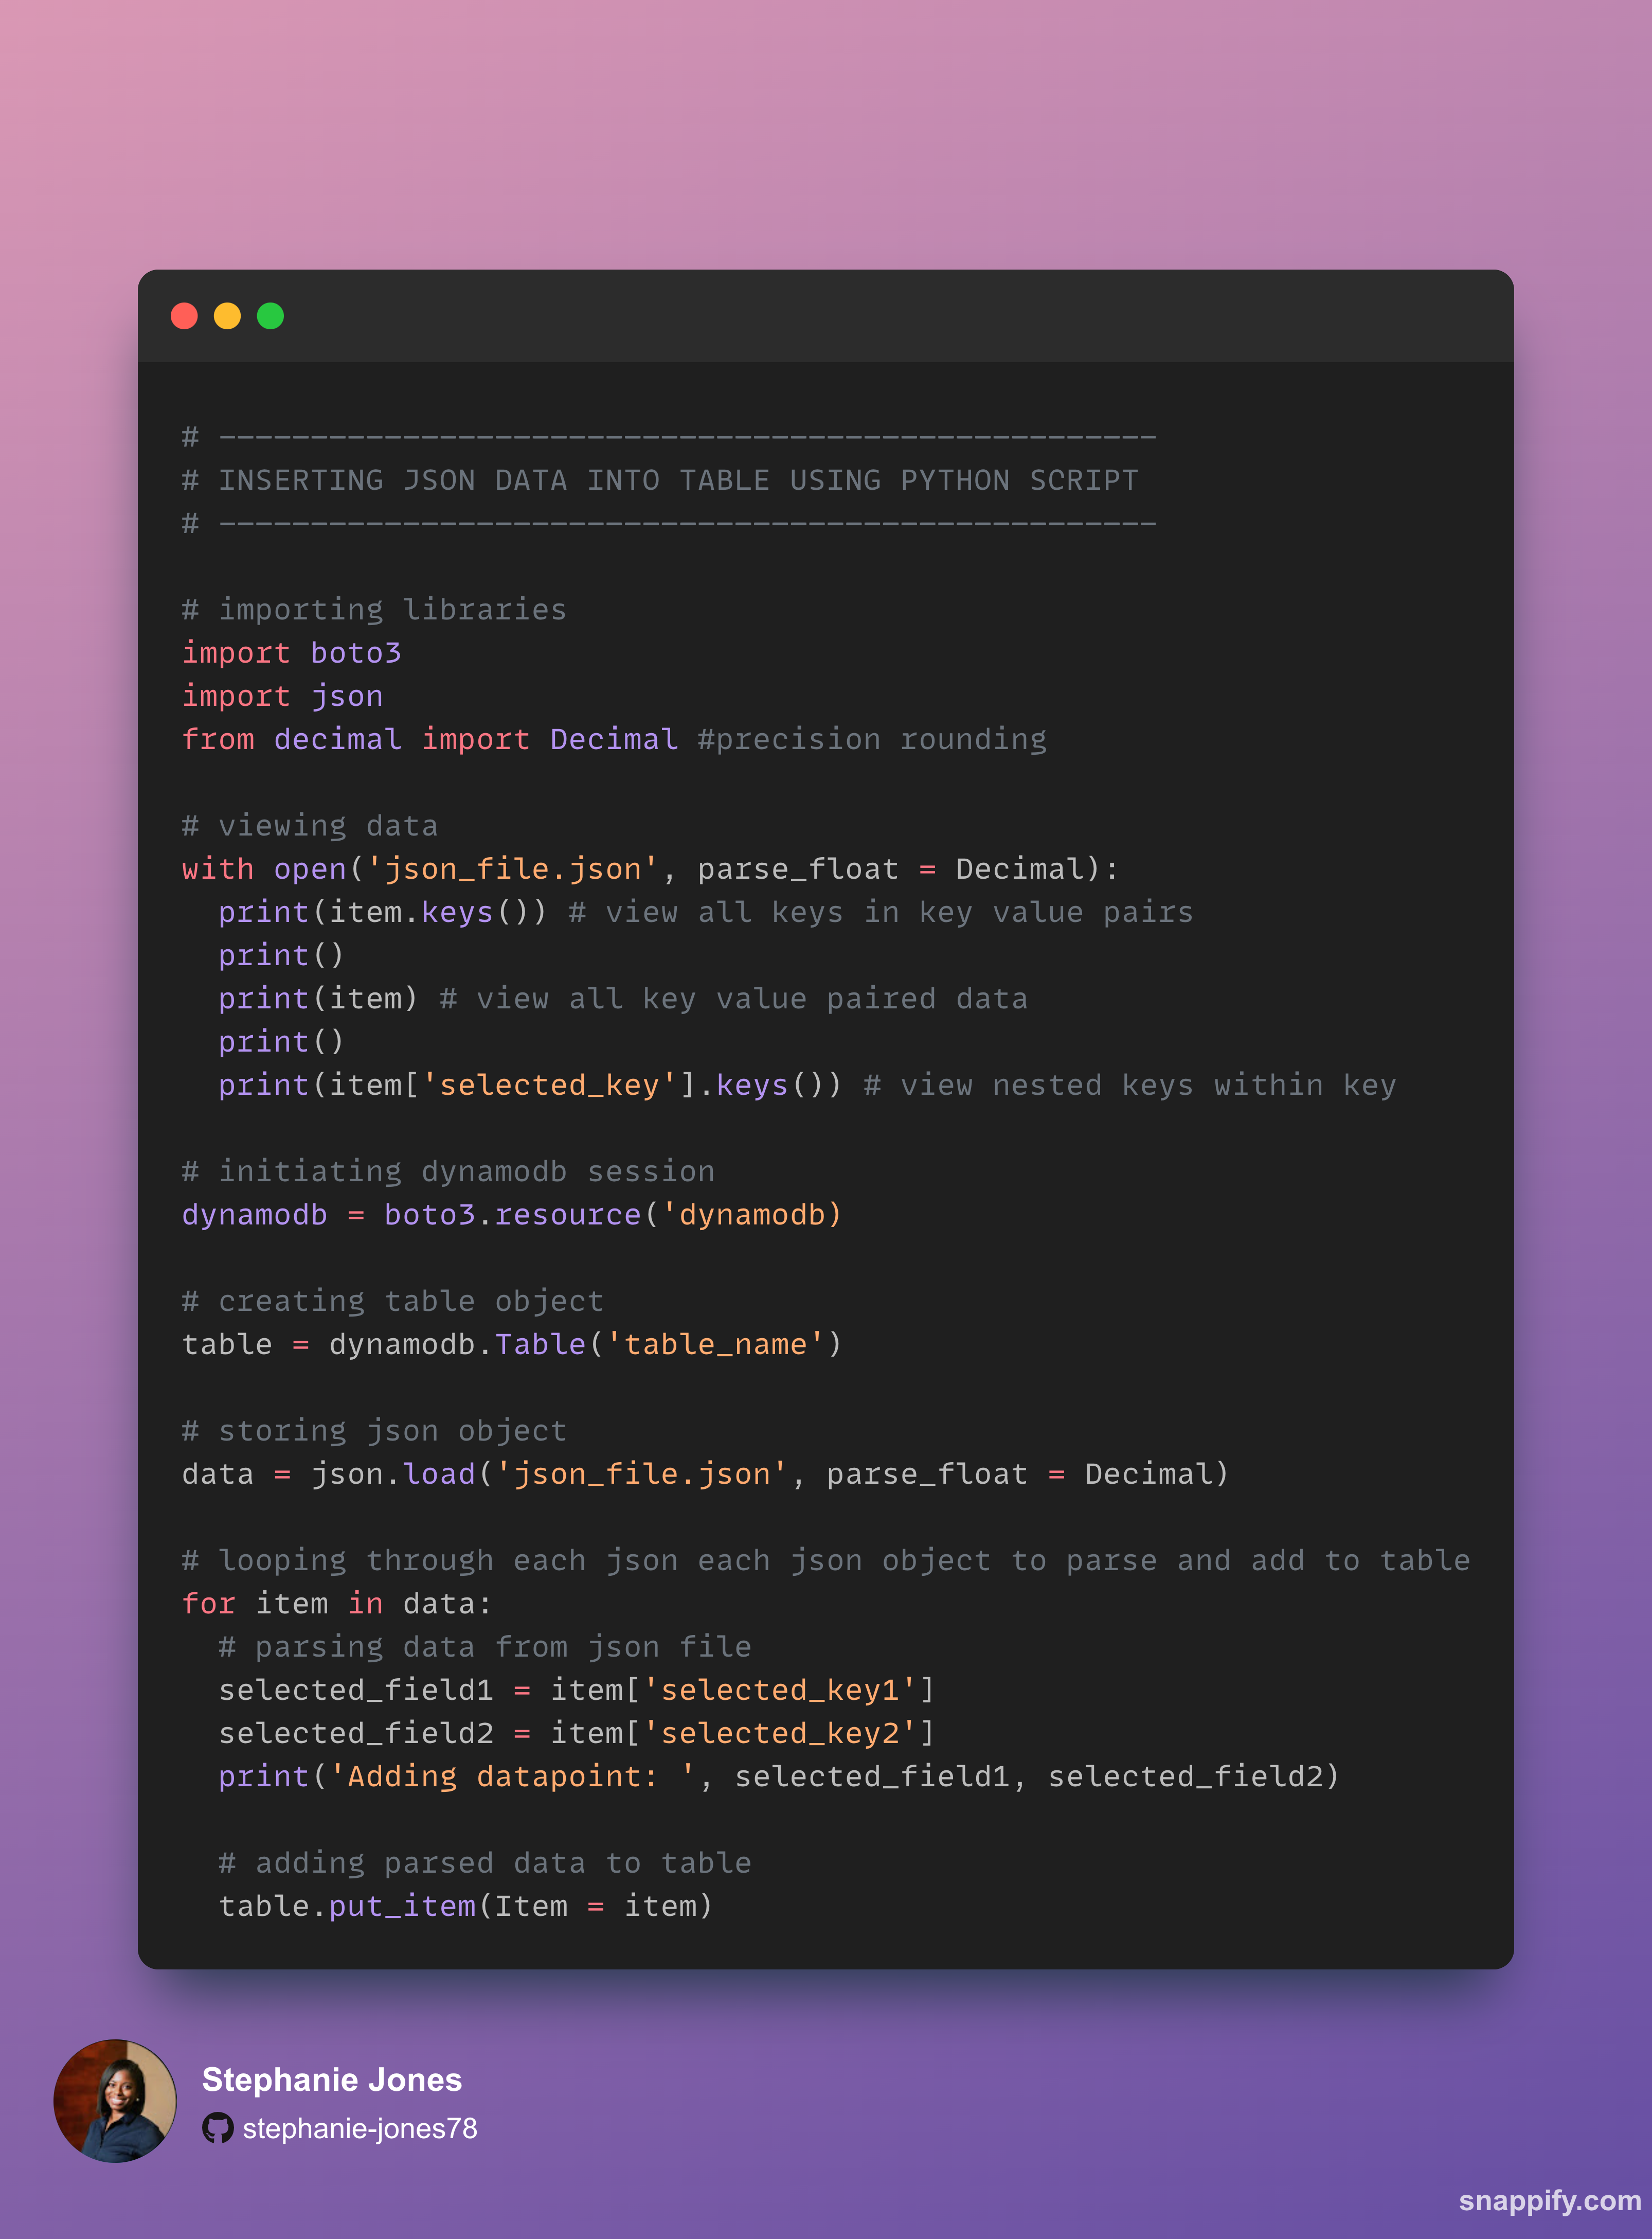 # ---------------------------------------------------
# INSERTING JSON DATA INTO TABLE USING PYTHON SCRIPT
# ---------------------------------------------------
# importing libraries
import boto3
import json
from decimal import Decimal #precision rounding
# viewing data
with open('json_file.json', parse_float = Decimal):
  print(item.keys()) # view all keys in key value pairs
  print()
  print(item) # view all key value paired data
  print()
  print(item['selected_key'].keys()) # view nested keys within key
# initiating dynamodb session
dynamodb = boto3.resource('dynamodb)
# creating table object
table = dynamodb.Table('table_name')
# storing json object
data = json.load('json_file.json', parse_float = Decimal)
# looping through each json each json object to parse and add to table
for item in data:
  # parsing data from json file
  selected_field1 = item['selected_key1']
  selected_field2 = item['selected_key2']
  print('Adding datapoint: ', selected_field1, selected_field2)
  # adding parsed data to table
  table.put_item(Item = item)
Stephanie Jones
stephanie-jones78
snappify.com